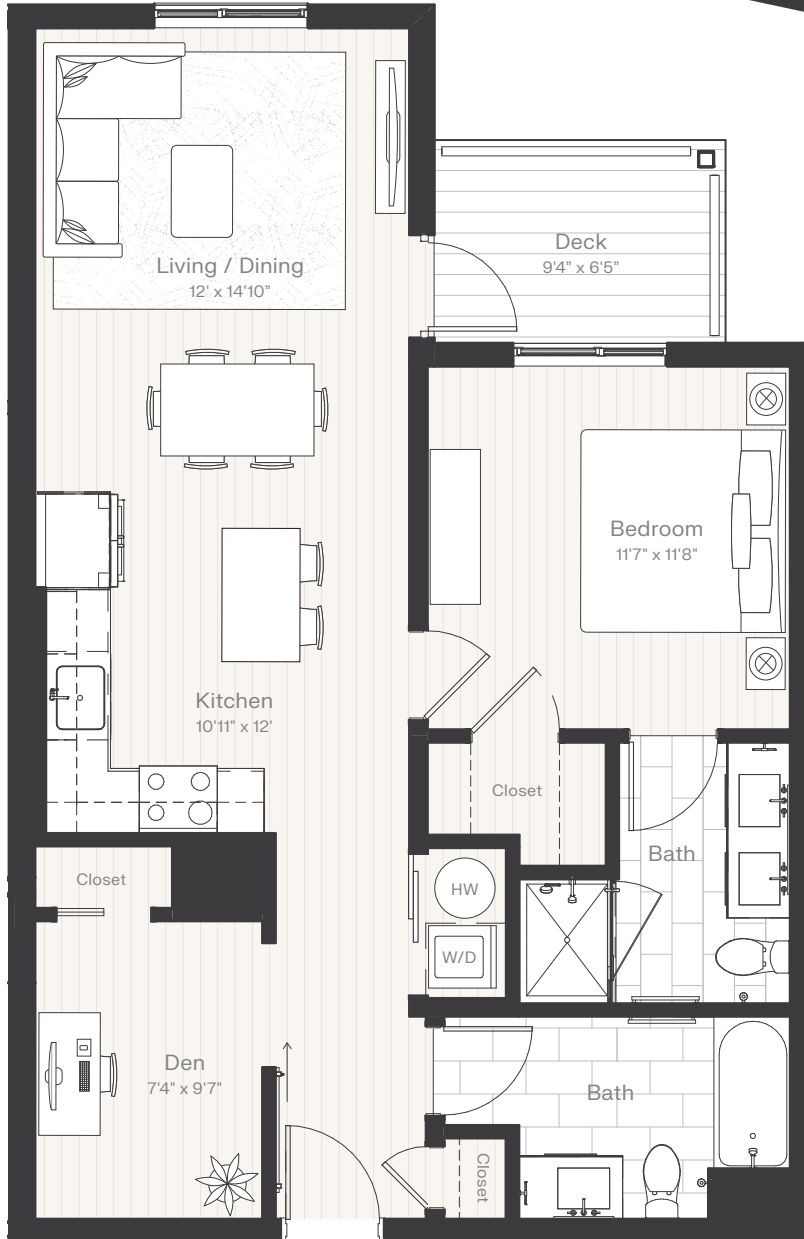 Deck
9'4” x 6'5”
Living / Dining
12' x 14'10”
Bedroom
11'7" x 11'8"
Kitchen
10'11" x 12'
Closet
Bath
Closet
HW
W/D
Den
7'4" x 9'7"
Bath
Closet